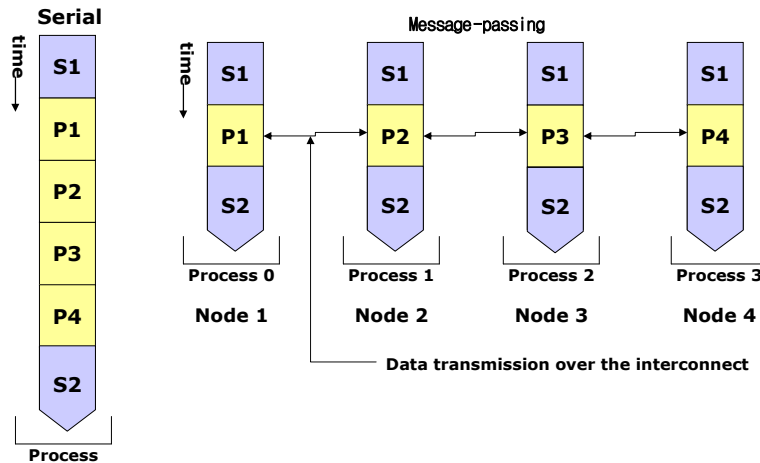 Serial
time
S1
P1
P2
P3
P4
S2
Process
Message-passing
time
S1 S1 S1 S1
P1 P2 P3 P4
S2 S2 S2 S2
Process 0 Process 1 Process 2 Process 3
Node 1 Node 2 Node 3 Node 4
Data transmission over the interconnect